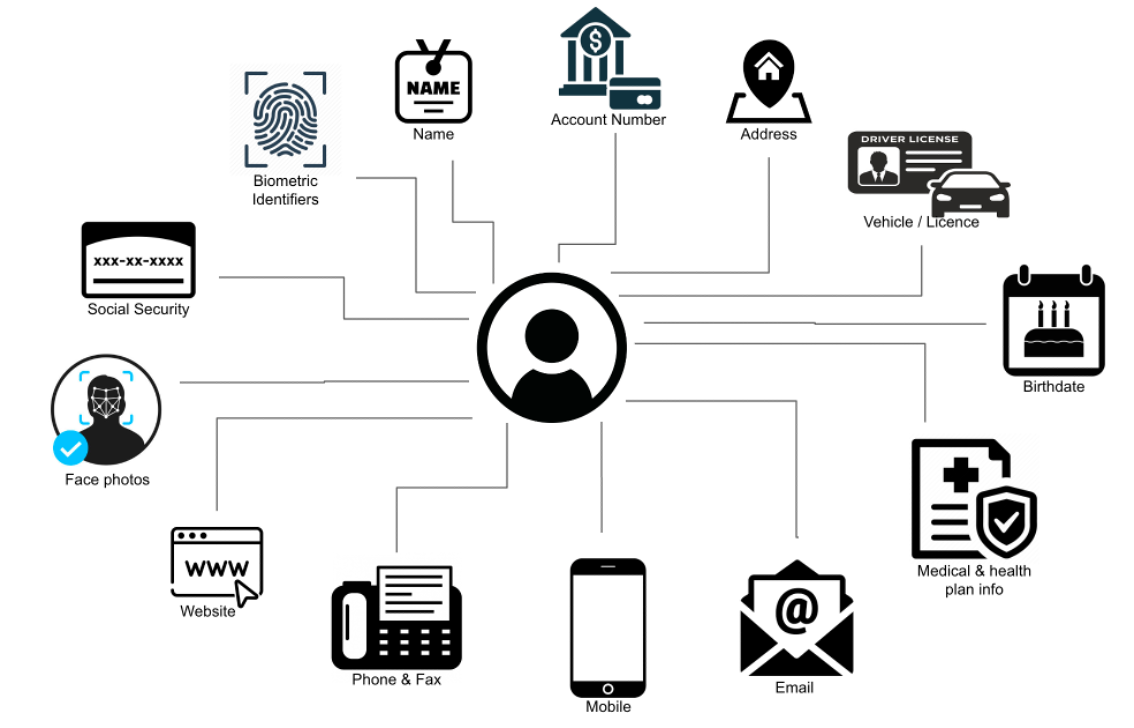 NAME
Name
$
Account Number
Address
DRIVER LICENSE
Vehicle / Licence
Biometric
Identifiers
xxx-xx-xxxx
Social Security
Birthdate
Face photos
Medical & health
plan info
www
Website
Phone & Fax
Mobile
@
Email